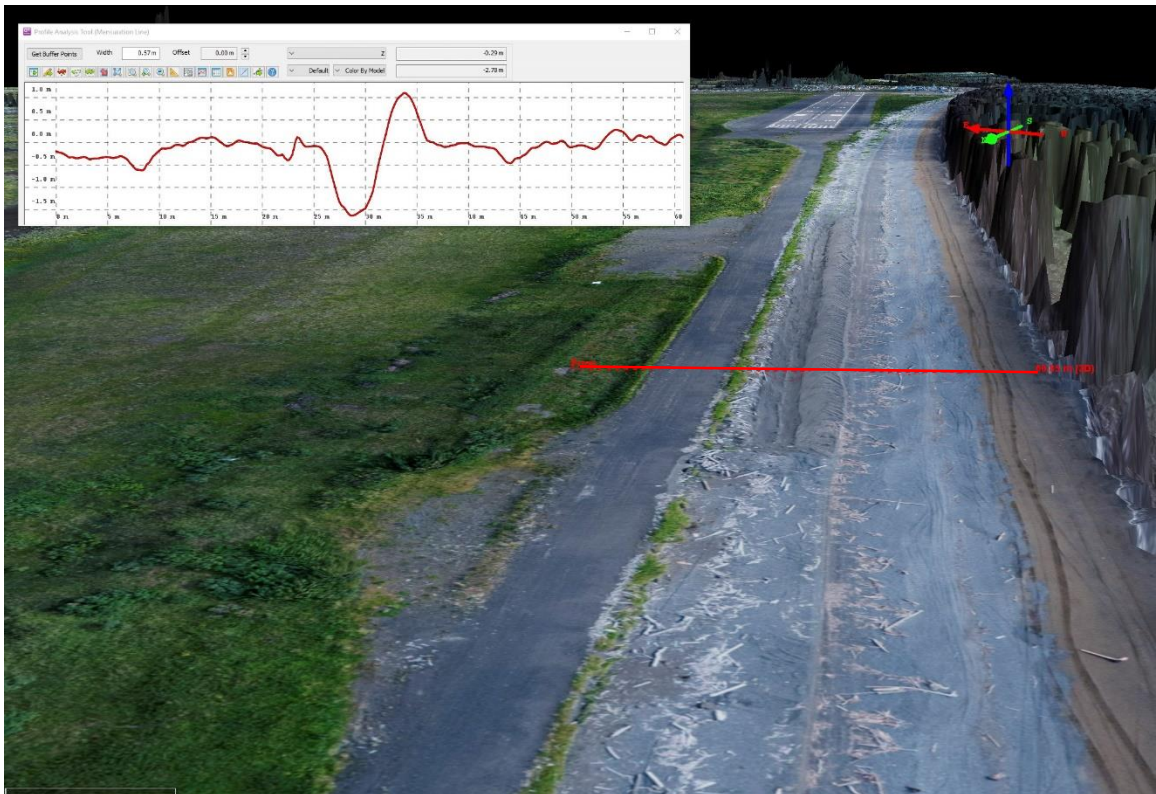 Profile Analysis Tool (Mensuration Line)
Get Buffer Points Width 0.57 m Offset 0.00 m Z -0.29 m
Default Color By Model -2.78 m
1.0 m
0.5 m
0.0 m
-0.5 m
-1.0 m
-1.5 m
0 m 5 m 10 m 15 m 20 m 25 m 30 m 35 m 40 m 45 m 50 m 55 m 60
S
E